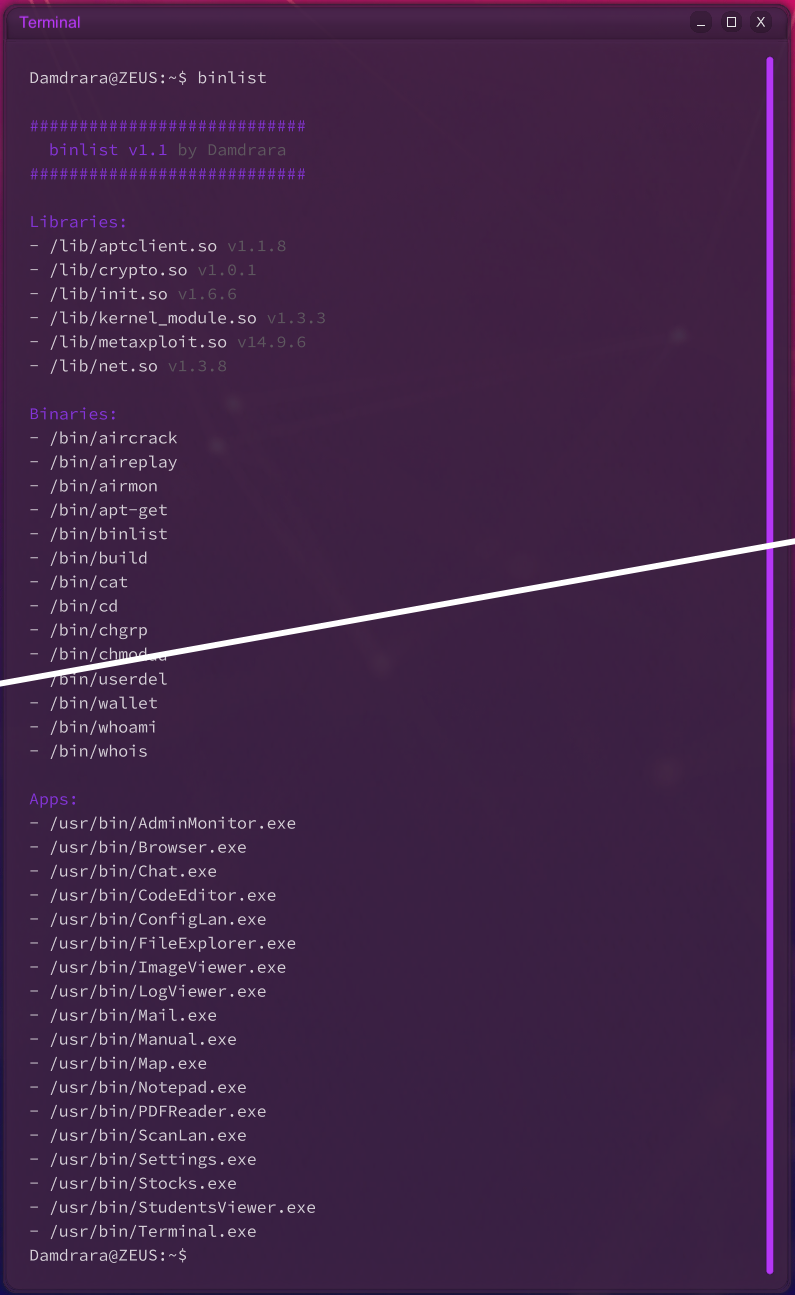 Terminal
Damdrara@ZEUS:~$ binlist
############################
binlist v1.1 by Damdrara
############################
Libraries:
- /lib/aptclient.so v1.1.8
- /lib/crypto.so v1.0.1
- /lib/init.so v1.6.6
- /lib/kernel_module.so v1.3.3
- /lib/metaxploit.so v14.9.6
- /lib/net.so v1.3.8
Binaries:
- /bin/aircrack
- /bin/aireplay
- /bin/airmon
- /bin/apt-get
- /bin/binlist
- /bin/build
- /bin/cat
- /bin/cd
- /bin/chgrp
- /bin/userdel
- /bin/wallet
- /bin/whoami
- /bin/whois
Apps:
- /usr/bin/AdminMonitor.exe
- /usr/bin/Browser.exe
- /usr/bin/Chat.exe
- /usr/bin/CodeEditor.exe
- /usr/bin/ConfigLan.exe
- /usr/bin/FileExplorer.exe
- /usr/bin/ImageViewer.exe
- /usr/bin/LogViewer.exe
- /usr/bin/Mail.exe
- /usr/bin/Manual.exe
- /usr/bin/Map.exe
- /usr/bin/Notepad.exe
- /usr/bin/PDFReader.exe
- /usr/bin/ScanLan.exe
- /usr/bin/Settings.exe
- /usr/bin/Stocks.exe
- /usr/bin/StudentsViewer.exe
- /usr/bin/Terminal.exe
Damdrara@ZEUS:~$